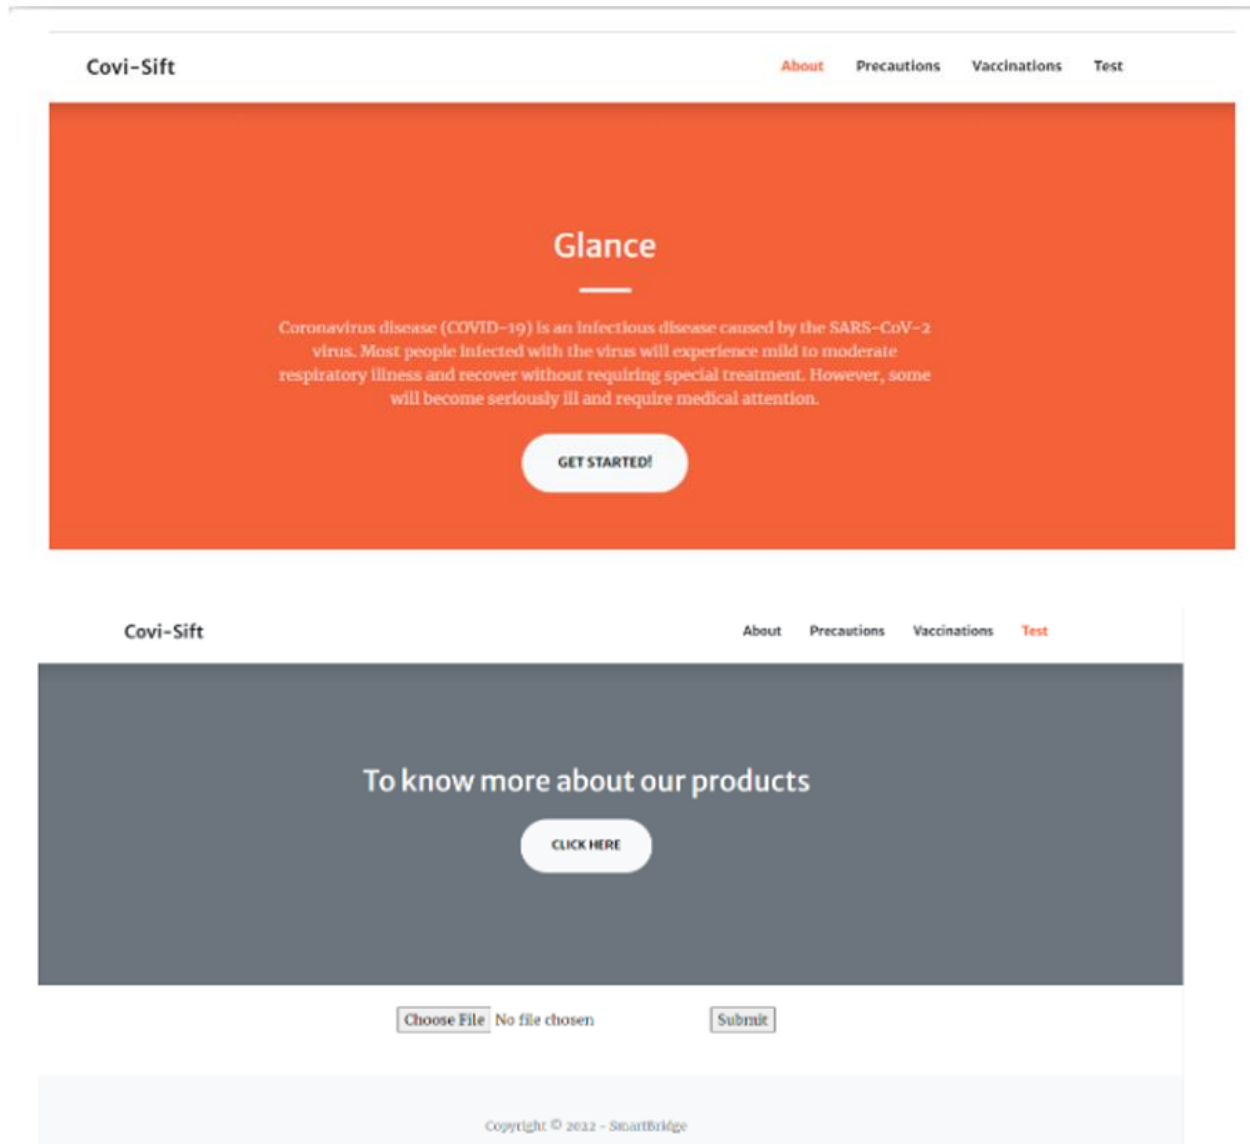 Covi-Sift About Precautions Vaccinations Test
Glance
Coronavirus disease (COVID-19) is an infectious disease caused by the SARS-CoV-2
virus. Most people infected with the virus will experience mild to moderate
respiratory illness and recover without requiring special treatment. However, some
will become seriously ill and require medical attention.
GET STARTED!
Covi-Sift About Precautions Vaccinations Test
To know more about our products
CLICK HERE
Choose File No file chosen Submit
Copyright © 2022 - SmartBridge